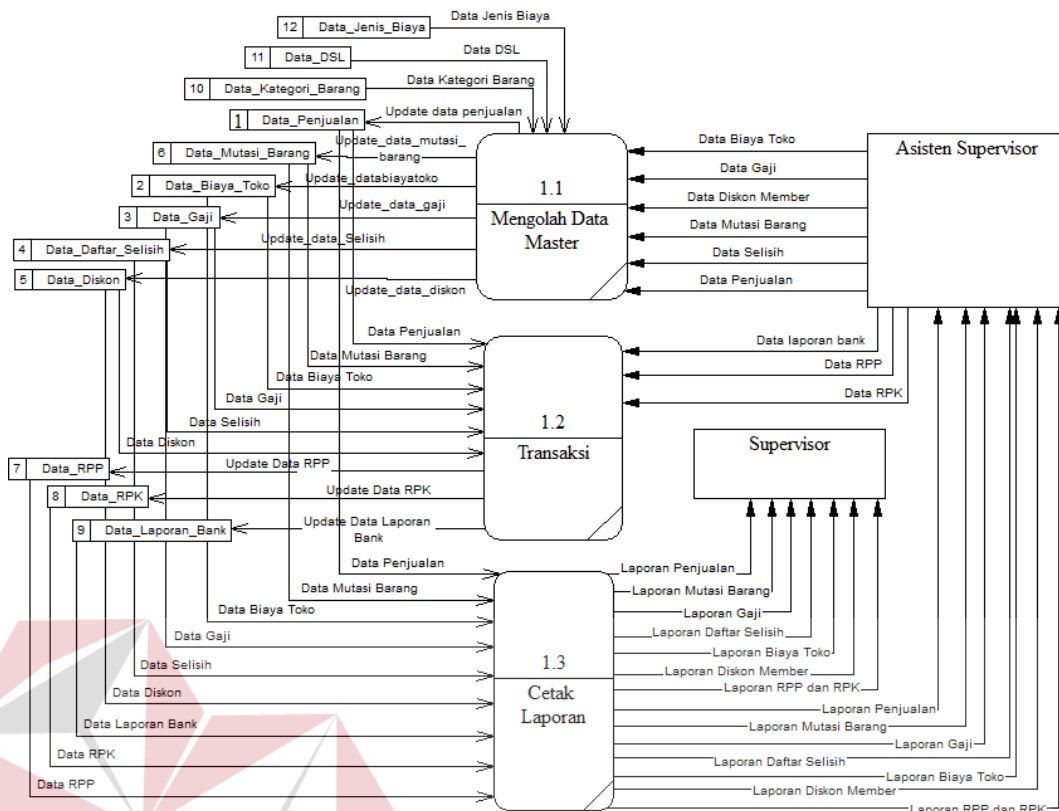 12 Data_Jenis_Biaya
Data Jenis Biaya
11 Data_DSL
Data DSL
10 Data_Kategori_Barang
Data Kategori Barang
1 Data_Penjualan
Update data penjualan
6 Data_Mutasi_Barang
Update_data_mutasi_
barang
2 Data_Biaya_Toko
Update_databiayatoko
3 Data_Gaji
Update_data_gaji
4 Data_Daftar_Selisih
Update_data_Selisih
5 Data_Diskon
Update_data_diskon
1.1
Mengolah Data
Master
Data Biaya Toko
Data Gaji
Data Diskon Member
Data Mutasi Barang
Data Selisih
Data Penjualan
Asisten Supervisor
Data Penjualan
Data Mutasi Barang
Data Biaya Toko
Data Gaji
Data Selisih
Data Diskon
1.2
Transaksi
Data laporan bank
Data RPP
Data RPK
Supervisor
7 Data_RPP
Update Data RPP
8 Data_RPK
Update Data RPK
9 Data_Laporan_Bank
Update Data Laporan
Bank
Data Penjualan
Data Mutasi Barang
Data Biaya Toko
Data Gaji
Data Selisih
Data Diskon
Data Laporan Bank
Data RPK
Data RPP
1.3
Cetak
Laporan
Laporan Penjualan
Laporan Mutasi Barang
Laporan Gaji
Laporan Daftar Selisih
Laporan Biaya Toko
Laporan Diskon Member
Laporan RPP dan RPK
Laporan Penjualan
Laporan Mutasi Barang
Laporan Gaji
Laporan Daftar Selisih
Laporan Biaya Toko
Laporan Diskon Member
Laporan RPP dan RPK